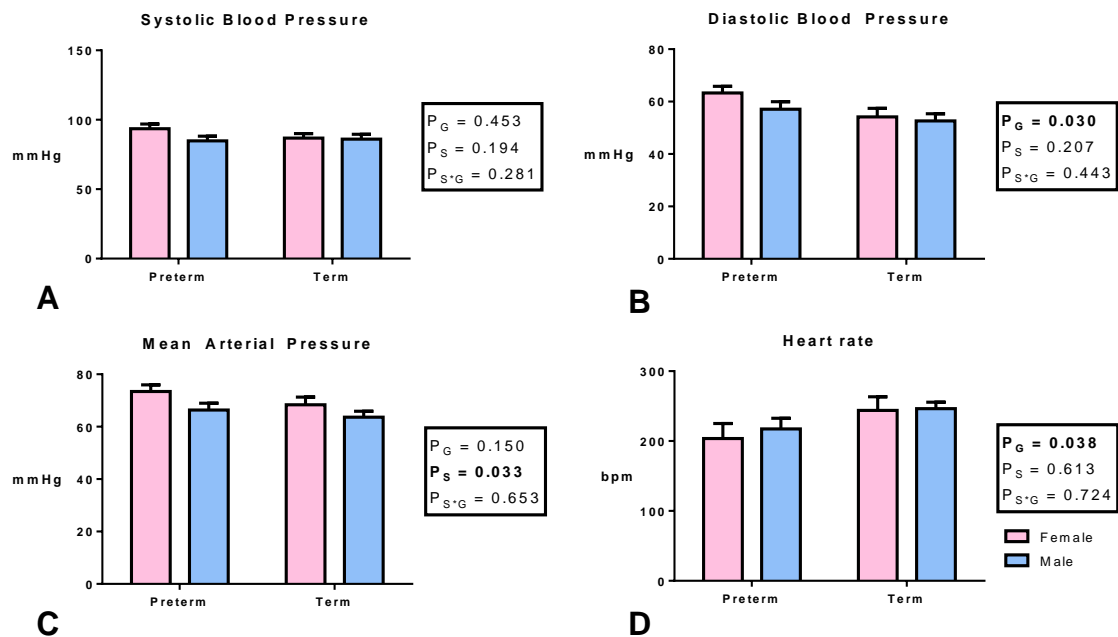 Systolic Blood Pressure
150
100
50
0
mmHg
Preterm
Term
P_G = 0.453
P_S = 0.194
P_S*G = 0.281
A
Diastolic Blood Pressure
80
60
40
20
0
mmHg
Preterm
Term
P_G = 0.030
P_S = 0.207
P_S*G = 0.443
B
Mean Arterial Pressure
80
60
40
20
0
mmHg
Preterm
Term
P_G = 0.150
P_S = 0.033
P_S*G = 0.653
C
Heart rate
300
200
100
0
bpm
Preterm
Term
P_G = 0.038
P_S = 0.613
P_S*G = 0.724
Female
Male
D